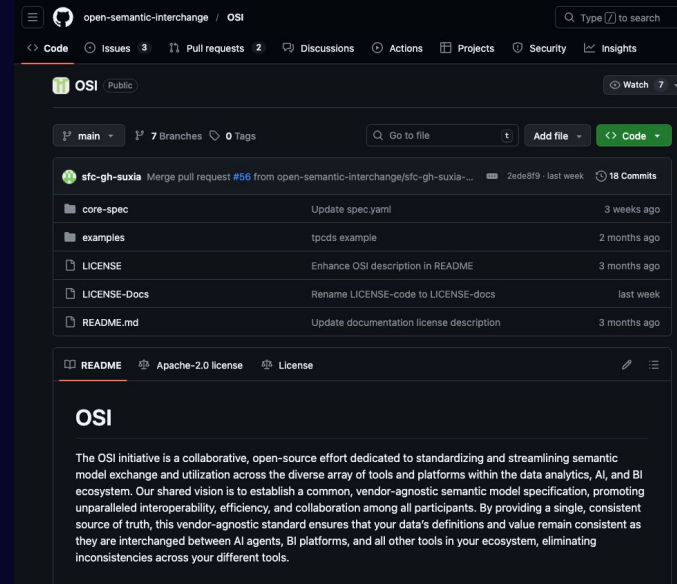 open-semantic-interchange / OSI
Type / to search
Code Issues 3 Pull requests 2 Discussions Actions Projects Security Insights
OSI Public
Watch 7
main 7 Branches 0 Tags Go to file t Add file Code
sfc-gh-suxia Merge pull request #56 from open-semantic-interchange/sfc-gh-suxia-... 2ede8f9 · last week 18 Commits
core-spec Update spec.yaml 3 weeks ago
examples tpcds example 2 months ago
LICENSE Enhance OSI description in README 3 months ago
LICENSE-Docs Rename LICENSE-code to LICENSE-docs last week
README.md Update documentation license description 3 months ago
README Apache-2.0 license License
OSI
The OSI initiative is a collaborative, open-source effort dedicated to standardizing and streamlining semantic
model exchange and utilization across the diverse array of tools and platforms within the data analytics, AI, and BI
ecosystem. Our shared vision is to establish a common, vendor-agnostic semantic model specification, promoting
unparalleled interoperability, efficiency, and collaboration among all participants. By providing a single, consistent
source of truth, this vendor-agnostic standard ensures that your data's definitions and value remain consistent as
they are interchanged between AI agents, BI platforms, and all other tools in your ecosystem, eliminating
inconsistencies across your different tools.